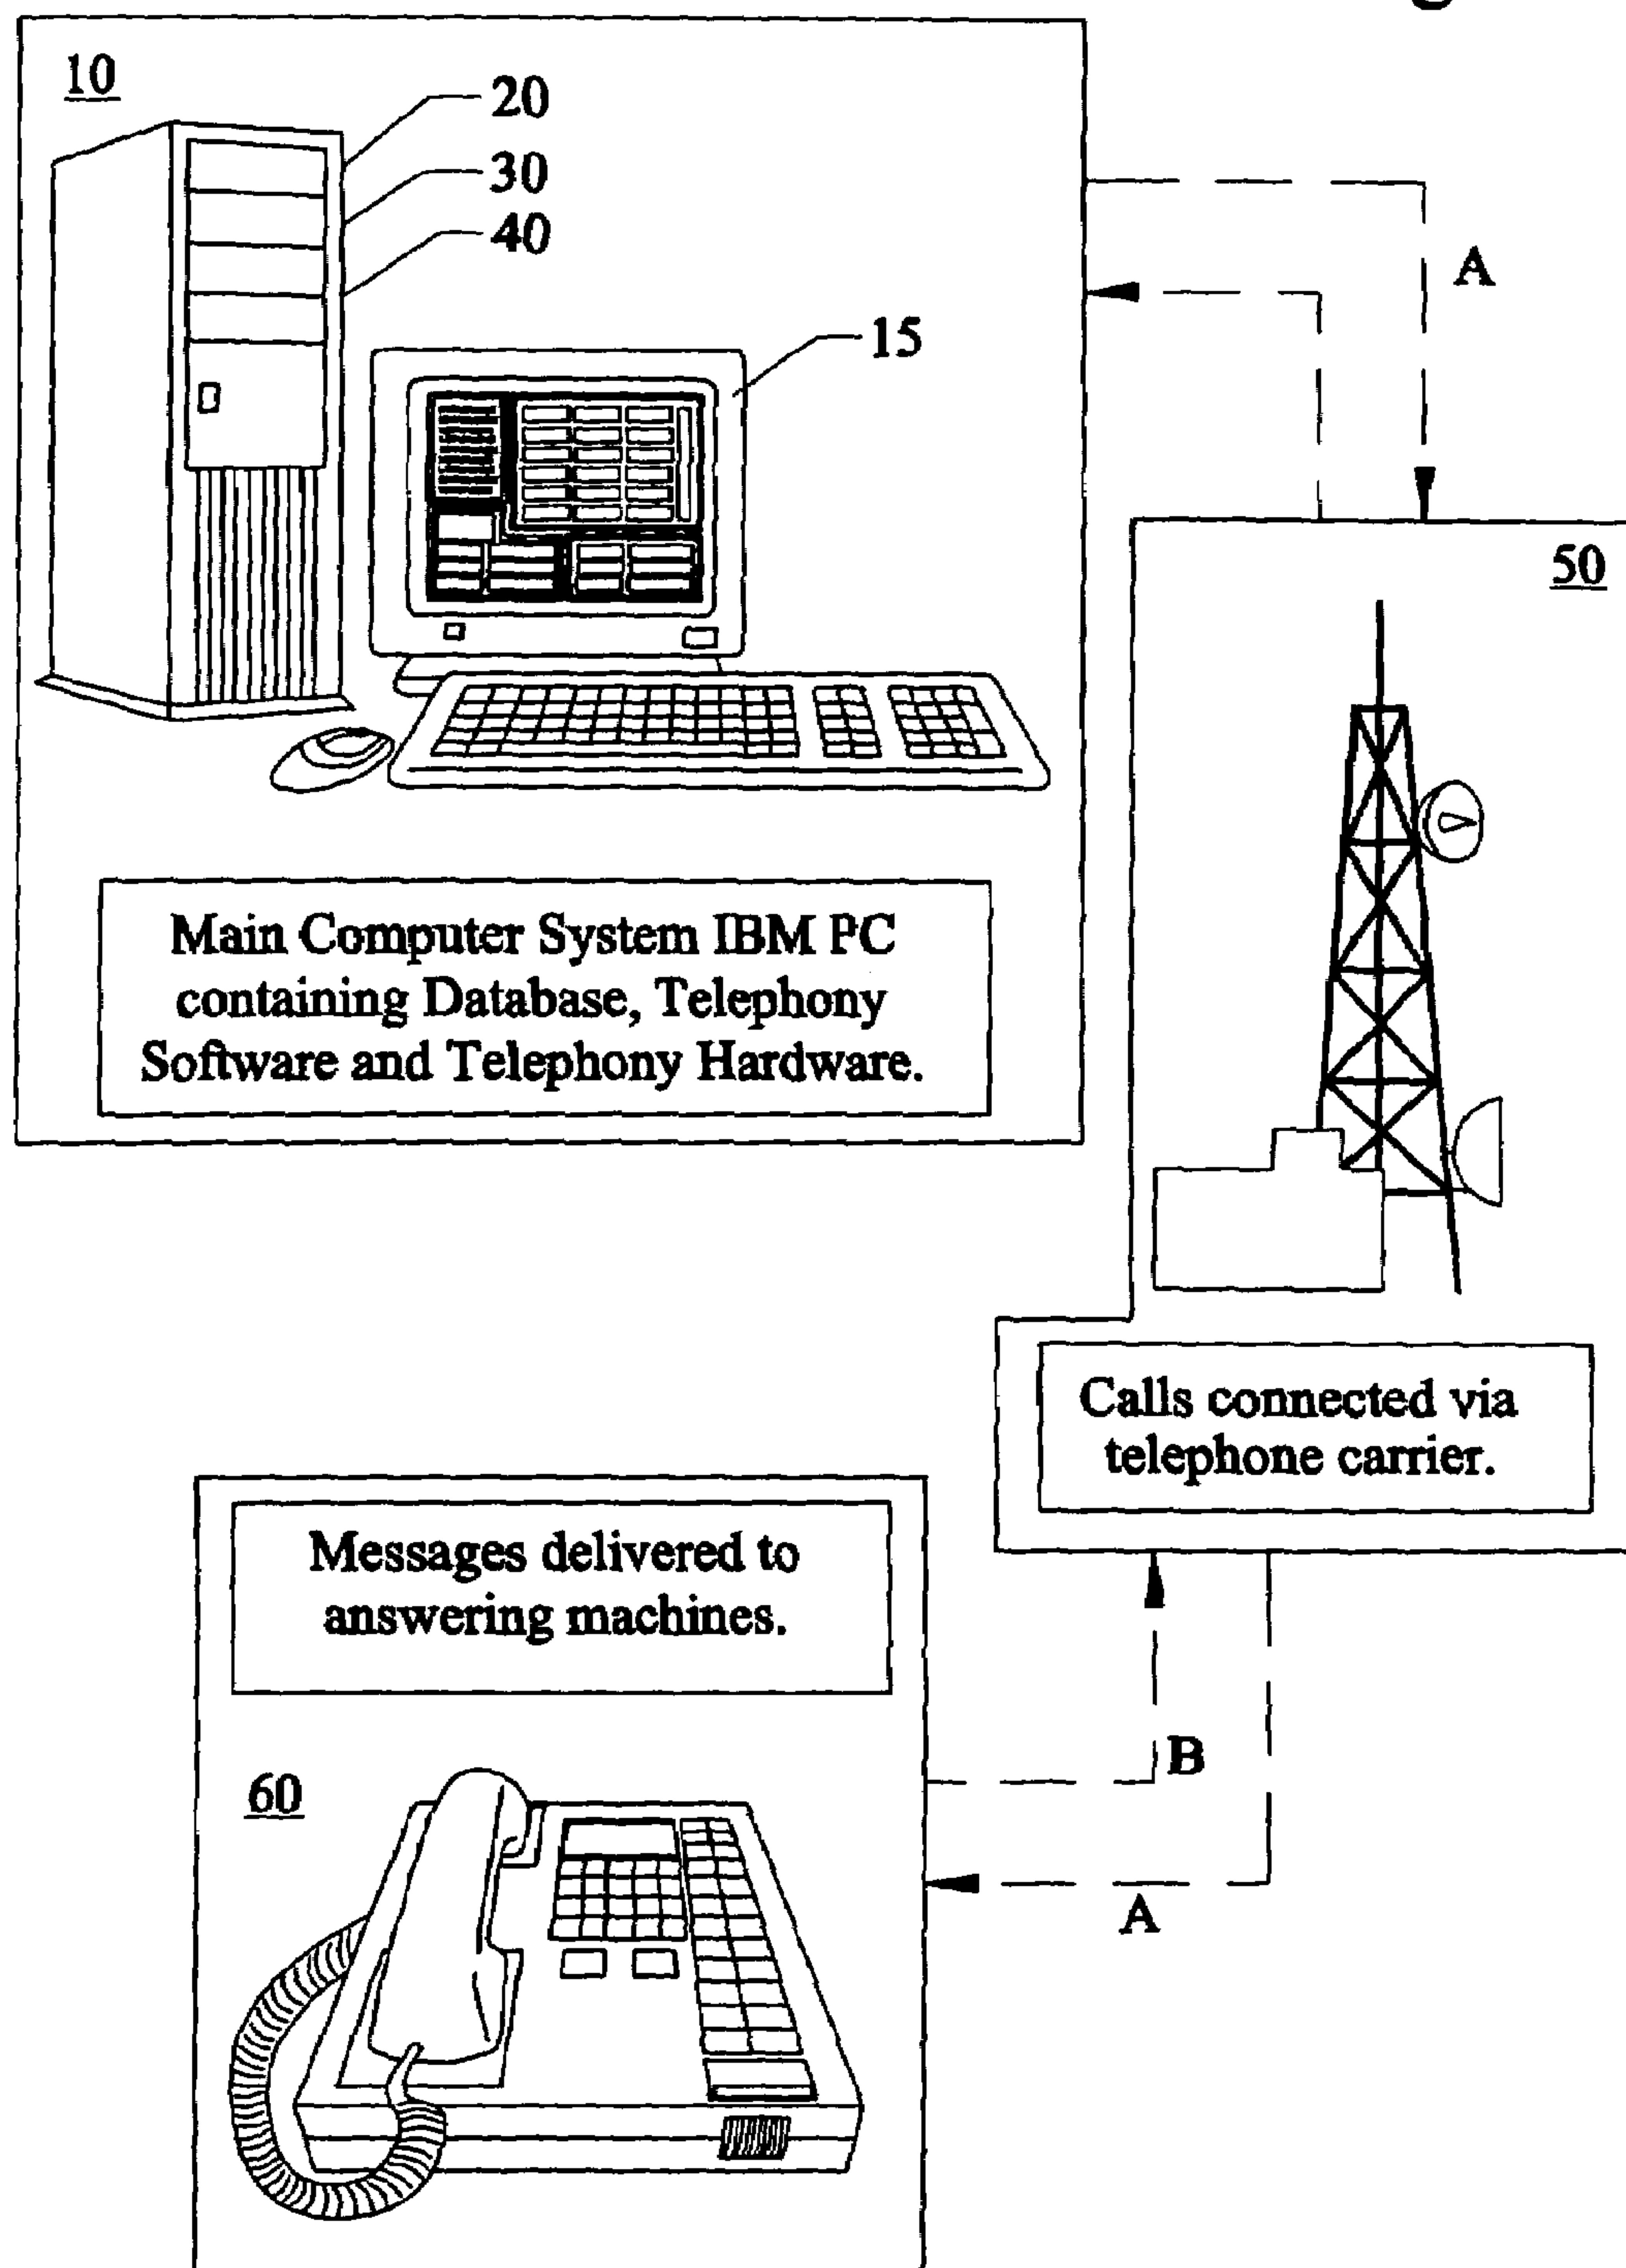 10
20
30
40
15
A
50
Main Computer System IBM PC
containing Database, Telephony
Software and Telephony Hardware.
Calls connected via
telephone carrier.
Messages delivered to
answering machines.
B
60
A